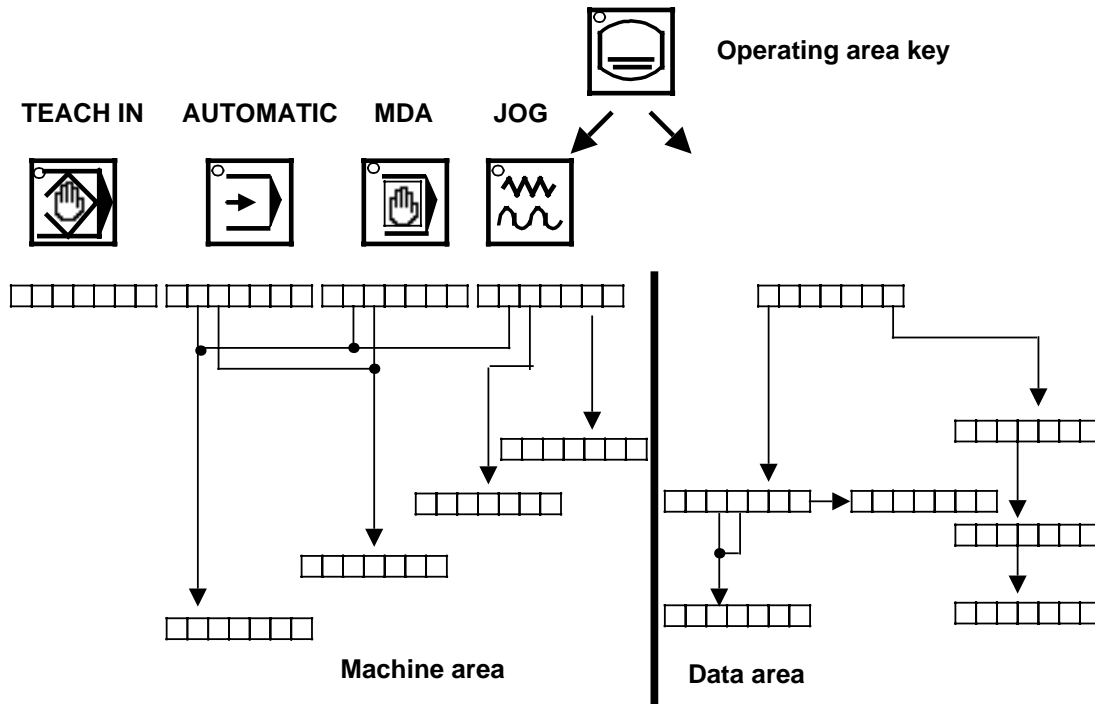 Operating area key
TEACH IN AUTOMATIC MDA JOG
Machine area
Data area